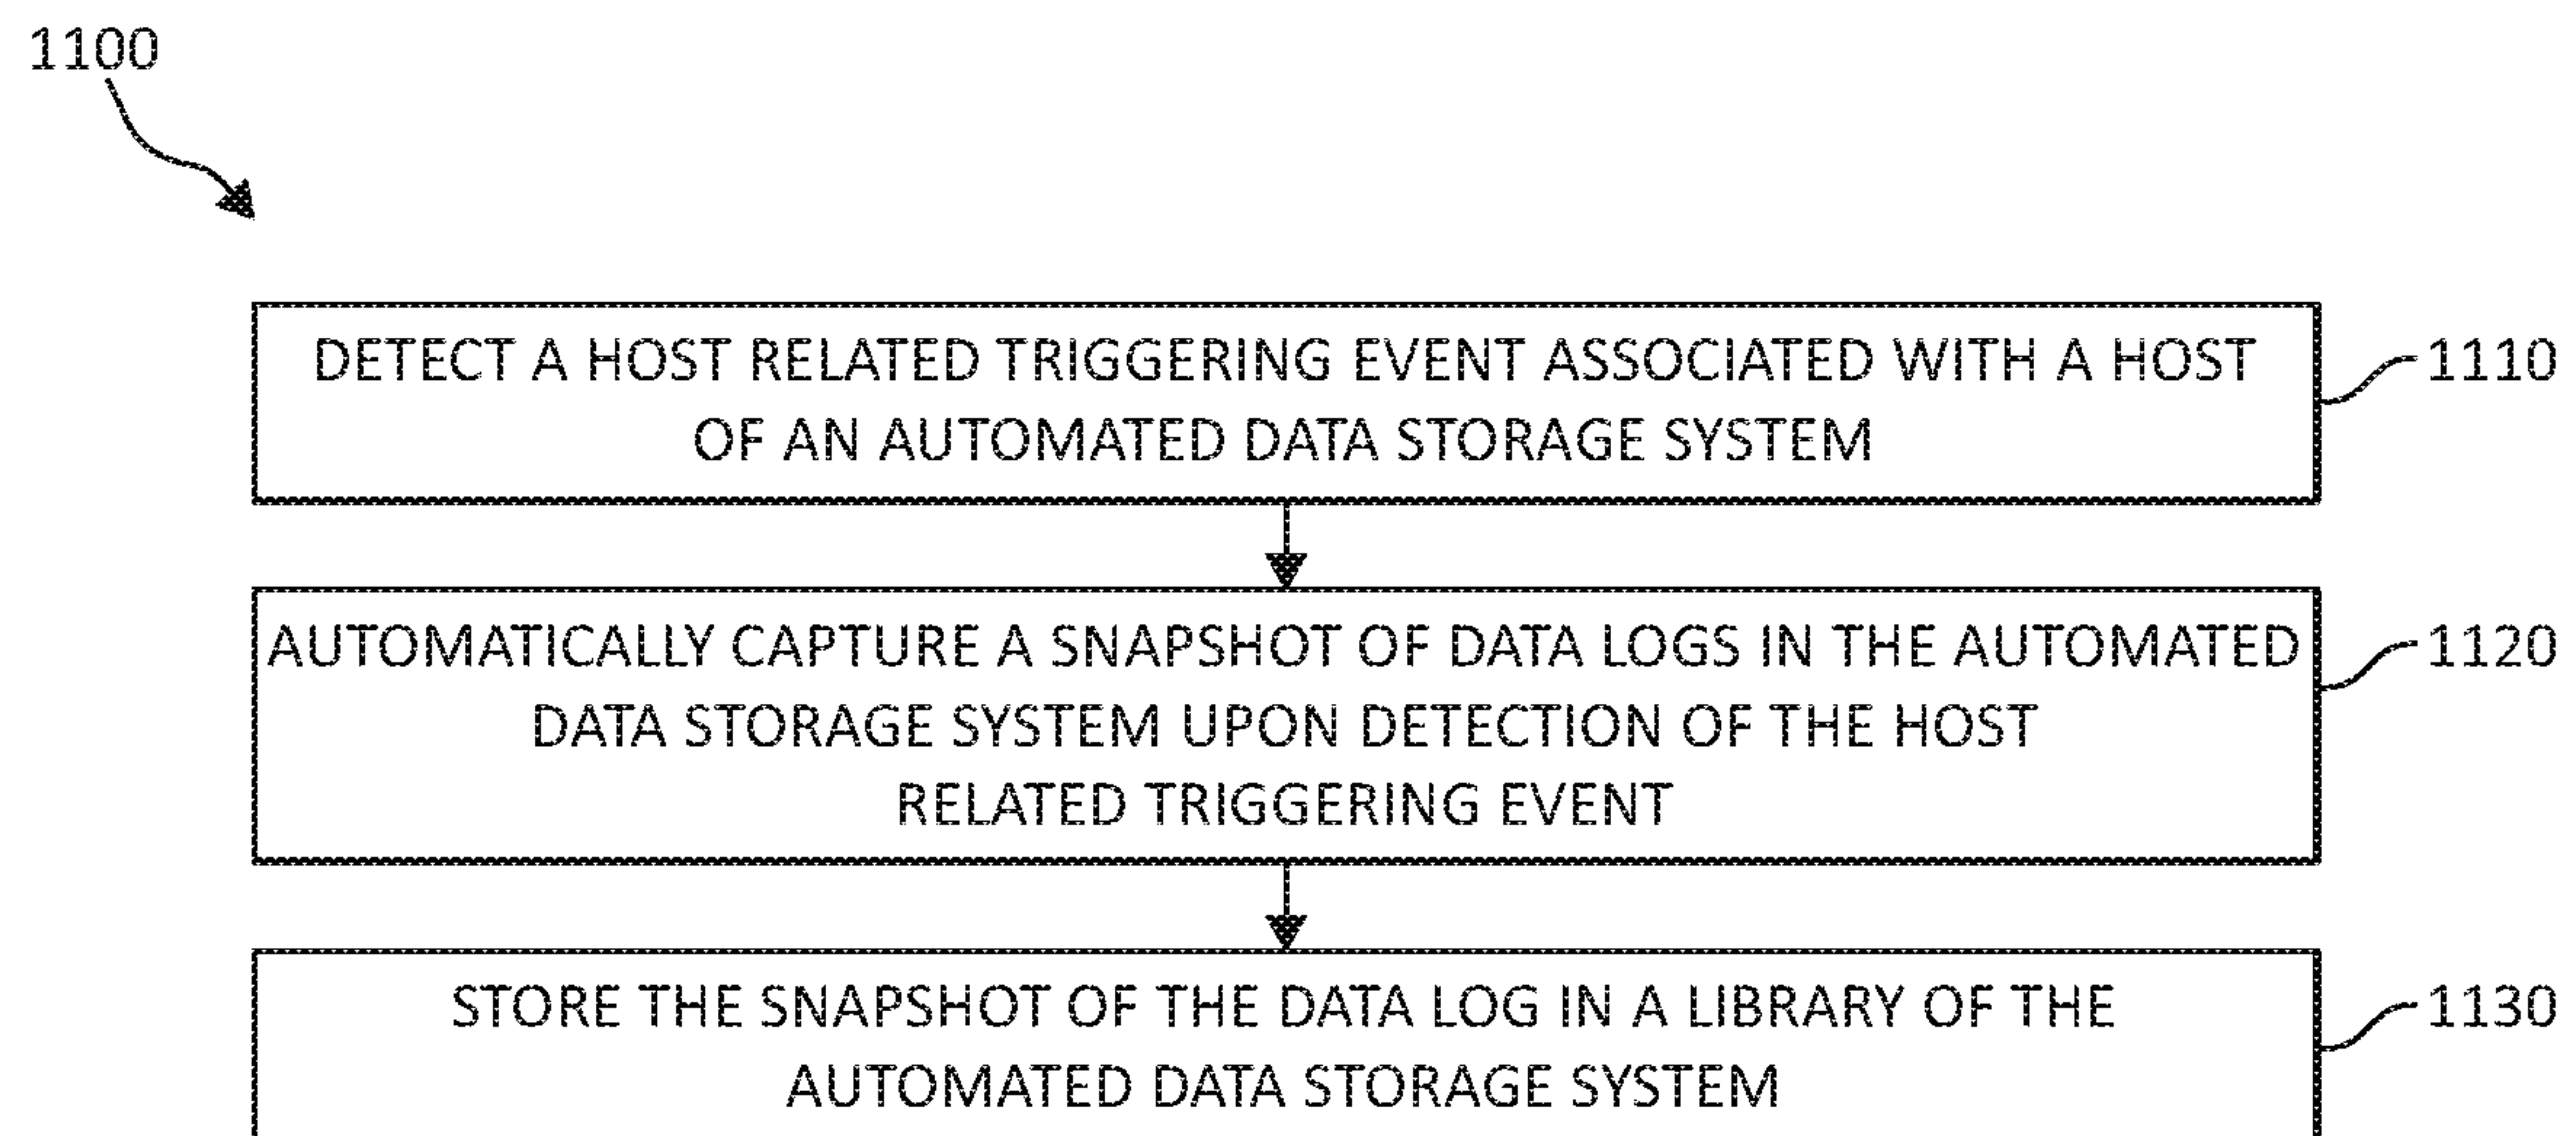 1100
DETECT A HOST RELATED TRIGGERING EVENT ASSOCIATED WITH A HOST
OF AN AUTOMATED DATA STORAGE SYSTEM
1110
AUTOMATICALLY CAPTURE A SNAPSHOT OF DATA LOGS IN THE AUTOMATED
DATA STORAGE SYSTEM UPON DETECTION OF THE HOST
RELATED TRIGGERING EVENT
1120
STORE THE SNAPSHOT OF THE DATA LOG IN A LIBRARY OF THE
AUTOMATED DATA STORAGE SYSTEM
1130